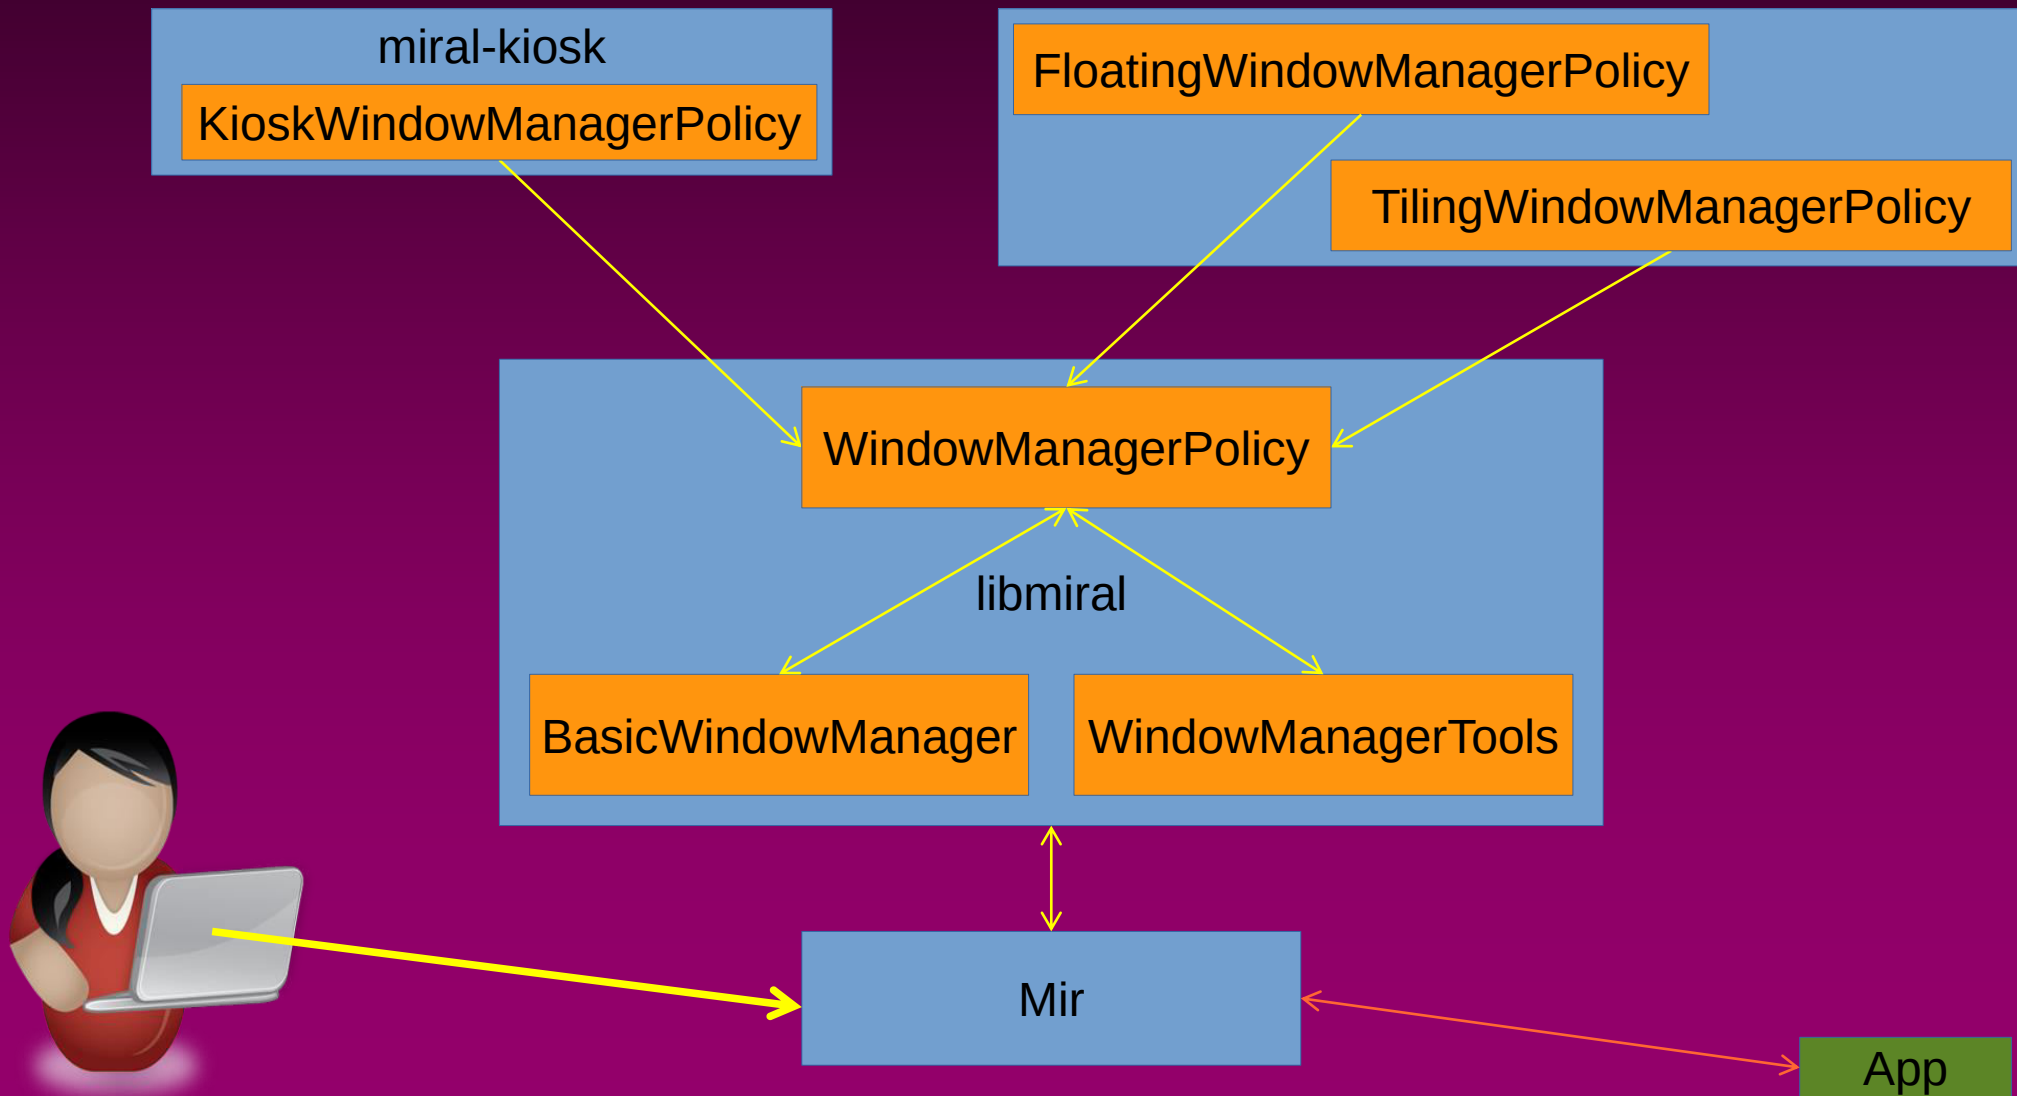 miral-kiosk
KioskWindowManagerPolicy
FloatingWindowManagerPolicy
TilingWindowManagerPolicy
WindowManagerPolicy
libmiral
BasicWindowManager
WindowManagerTools
Mir
App